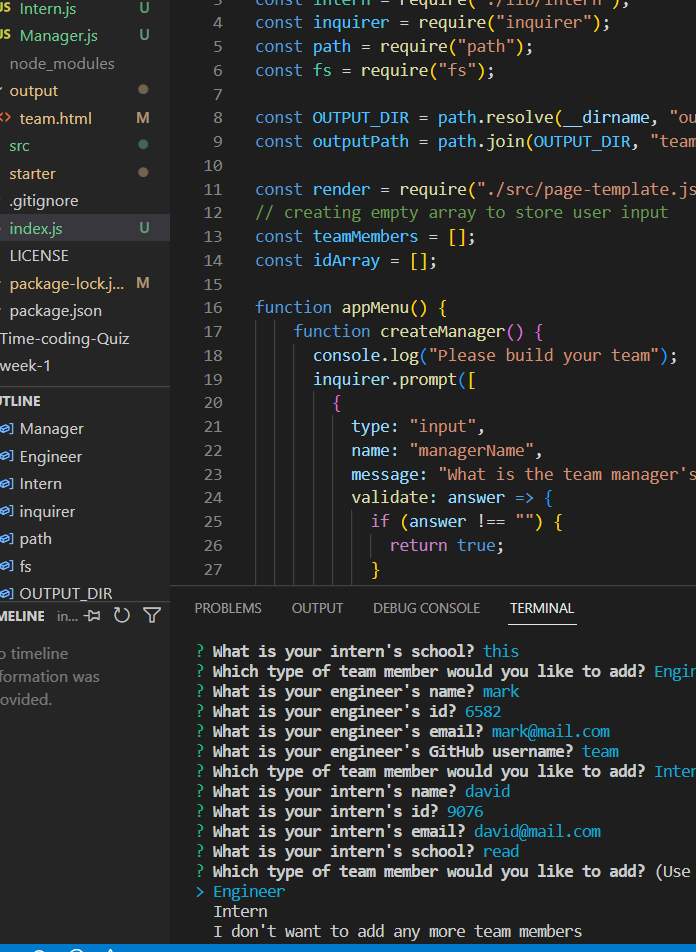 Intern.js U
Manager.js U
node_modules
output
team.html M
src
starter
.gitignore
index.js U
LICENSE
package-lock.j... M
package.json
Time-coding-Quiz
week-1
UTLINE
Manager
Engineer
Intern
inquirer
path
fs
OUTPUT_DIR
MELINE in...
o timeline
formation was
ovided.
4 const inquirer = require("inquirer");
5 const path = require("path");
6 const fs = require("fs");
7
8 const OUTPUT_DIR = path.resolve(__dirname, "ou
9 const outputPath = path.join(OUTPUT_DIR, "team
10
11 const render = require("./src/page-template.js
12 // creating empty array to store user input
13 const teamMembers = [];
14 const idArray = [];
15
16 function appMenu() {
17 function createManager() {
18 console.log("Please build your team");
19 inquirer.prompt([
20 {
21 type: "input",
22 name: "managerName",
23 message: "What is the team manager's
24 validate: answer => {
25 if (answer !== "") {
26 return true;
27 }
PROBLEMS OUTPUT DEBUG CONSOLE TERMINAL
? What is your intern's school? this
? Which type of team member would you like to add? Engin
? What is your engineer's name? mark
? What is your engineer's id? 6582
? What is your engineer's email? mark@mail.com
? What is your engineer's GitHub username? team
? Which type of team member would you like to add? Inter
? What is your intern's name? david
? What is your intern's id? 9076
? What is your intern's email? david@mail.com
? What is your intern's school? read
? Which type of team member would you like to add? (Use
> Engineer
Intern
I don't want to add any more team members